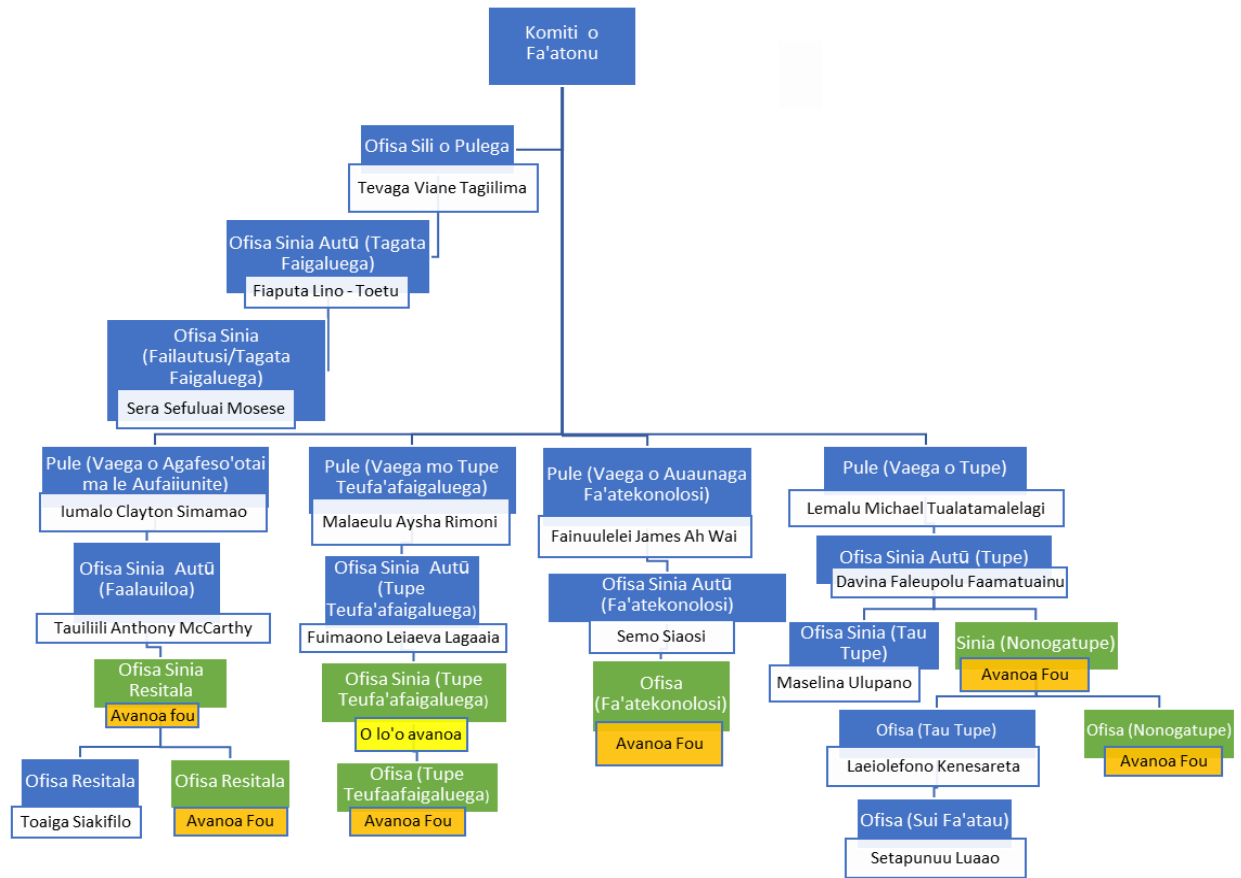 Komiti o
Fa'atonu
Ofisa Sili o Pulega
Tevaga Viane Tagiilima
Ofisa Sinia Autū (Tagata
Faigaluega)
Fiaputa Lino - Toetu
Ofisa Sinia
(Failautusi/Tagata
Faigaluega)
Sera Sefuluai Mosese
Pule (Vaega o Agafeso'otai
ma le Aufaiiunite)
Iumalo Clayton Simamao
Ofisa Sinia Autū
(Faalauiloa)
Tauiliili Anthony McCarthy
Ofisa Sinia
Resitala
Avanoa fou
Ofisa Resitala
Toaiga Siakifilo
Ofisa Resitala
Avanoa Fou
Pule (Vaega mo Tupe
Teufa'afaigaluega)
Malaeulu Aysha Rimoni
Ofisa Sinia Autū
(Tupe
Teufa'afaigaluega)
Fuimaono Leiaeva Lagaaia
Ofisa Sinia (Tupe
Teufa'afaigaluega)
O lo'o avanoa
Ofisa (Tupe
Teufaafaigaluega)
Avanoa Fou
Pule (Vaega o Auaunaga
Fa'atekonolosi)
Fainuulelei James Ah Wai
Ofisa Sinia Autū
(Fa'atekonolosi)
Semo Siaosi
Ofisa
(Fa'atekonolosi)
Avanoa Fou
Pule (Vaega o Tupe)
Lemalu Michael Tualatamalelagi
Ofisa Sinia Autū (Tupe)
Davina Faleupolu Faamatuainu
Ofisa Sinia (Tau
Tupe)
Maselina Ulupano
Sinia (Nonogatupe)
Avanoa Fou
Ofisa (Tau Tupe)
Laeiolefono Kenesareta
Ofisa (Nonogatupe)
Avanoa Fou
Ofisa (Sui Fa'atau)
Setapunuu Luaao